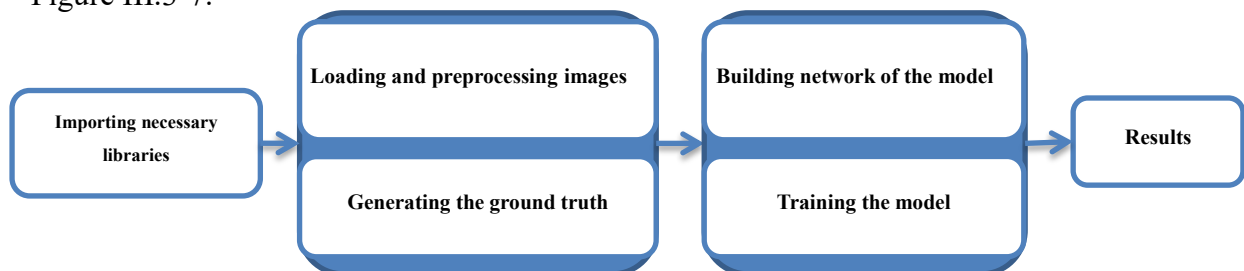 Figure III.3-7.
Importing necessary
libraries
Loading and preprocessing images
Generating the ground truth
Building network of the model
Training the model
Results